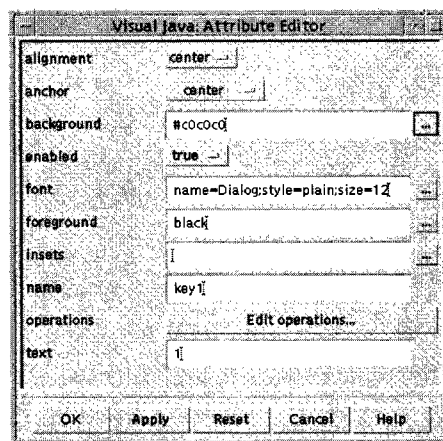 Visual Java: Attribute Editor
alignment center
anchor center
background #c0c0c0 ...
enabled true
font name=Dialog;style=plain;size=12 ...
foreground black ...
insets ...
name key1
operations Edit operations...
text 1
OK Apply Reset Cancel Help